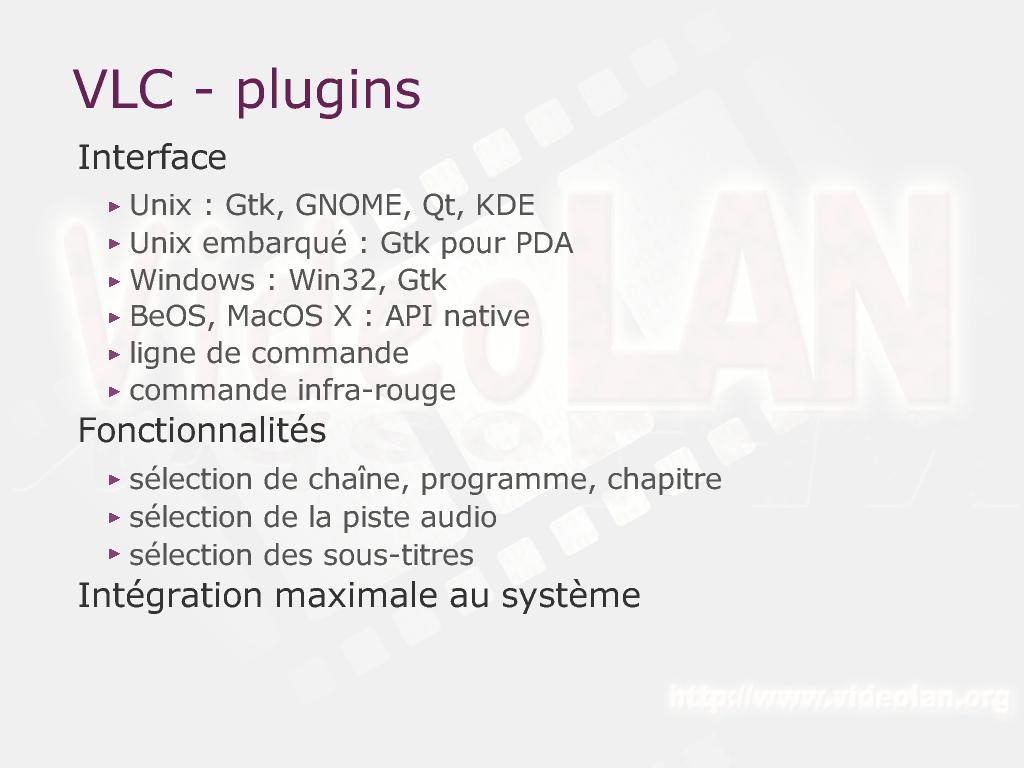 VLC - plugins
Interface
Unix : Gtk, GNOME, Qt, KDE
Unix embarqué : Gtk pour PDA
Windows : Win32, Gtk
BeOS, MacOS X : API native
ligne de commande
commande infra-rouge
Fonctionnalités
sélection de chaîne, programme, chapitre
sélection de la piste audio
sélection des sous-titres
Intégration maximale au système
VideoLAN
http://www.videolan.org